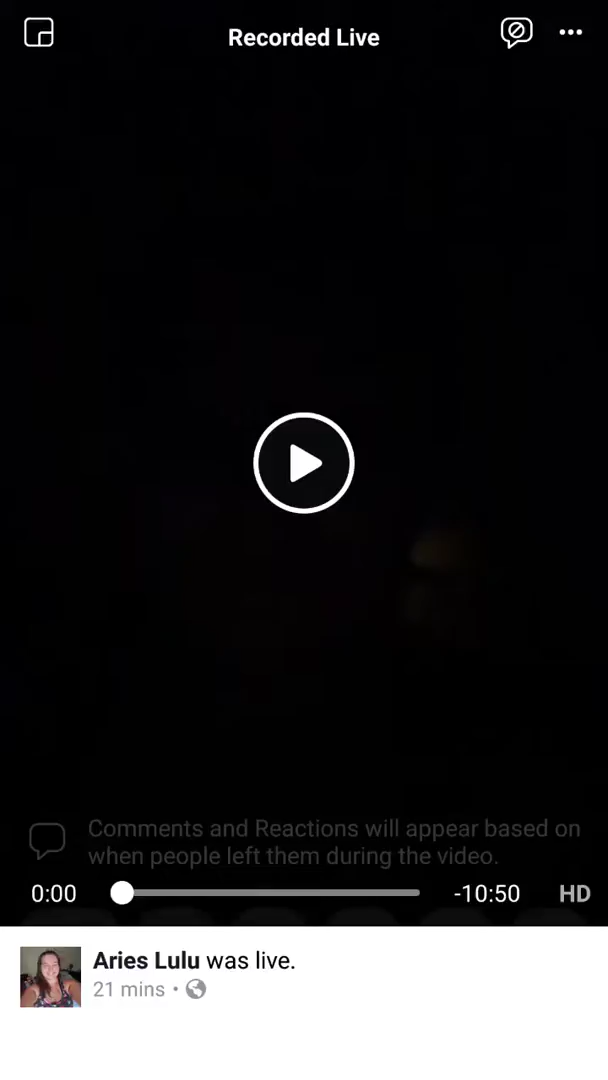 Recorded Live
Comments and Reactions will appear based on
when people left them during the video.
0:00
-10:50
HD
Aries Lulu was live.
21 mins •